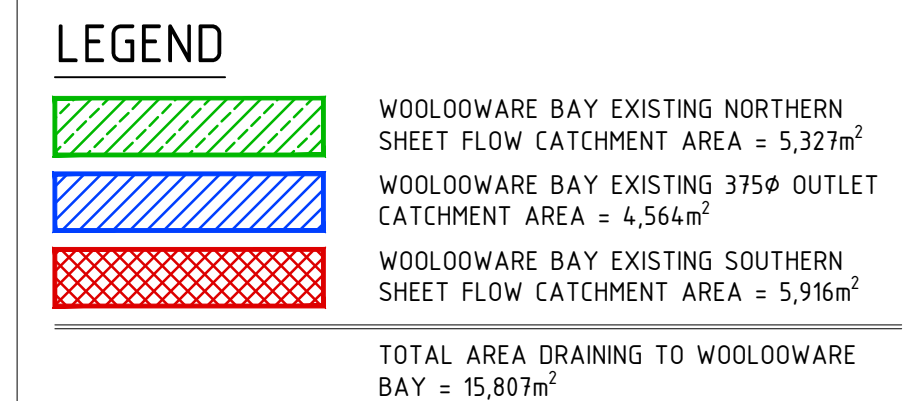 LEGEND
WOOLOOWARE BAY EXISTING NORTHERN
SHEET FLOW CATCHMENT AREA = 5,327m²
WOOLOOWARE BAY EXISTING 375Ø OUTLET
CATCHMENT AREA = 4,564m²
WOOLOOWARE BAY EXISTING SOUTHERN
SHEET FLOW CATCHMENT AREA = 5,916m²
TOTAL AREA DRAINING TO WOOLOOWARE
BAY = 15,807m²